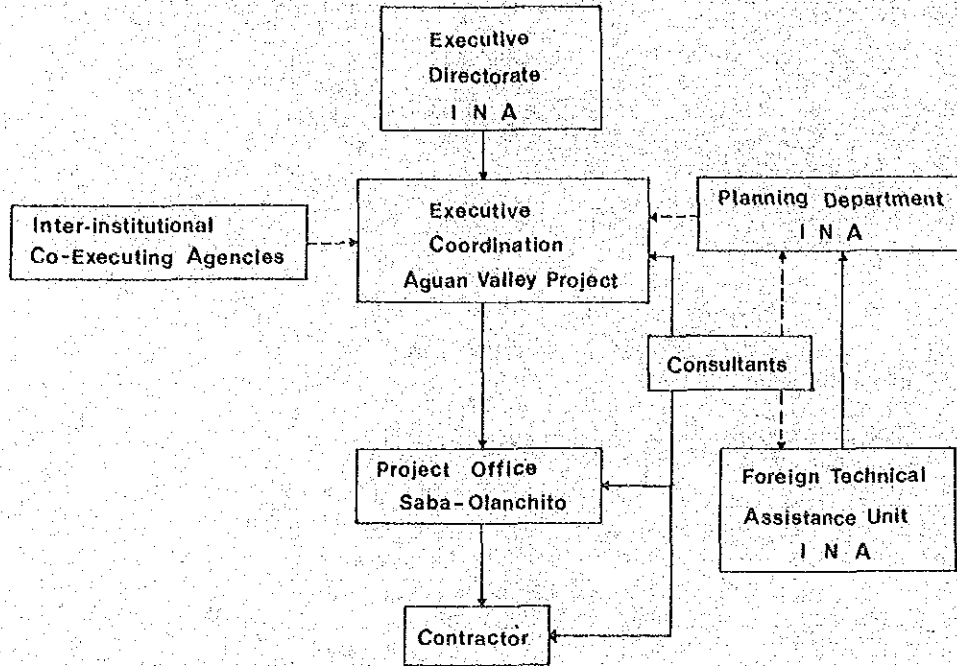 Executive
Directorate
I N A
Executive
Coordination
Aguan Valley Project
Planning Department
I N A
Inter-institutional
Co-Executing Agencies
Consultants
Project Office
Saba-Olanchito
Foreign Technical
Assistance Unit
I N A
Contractor